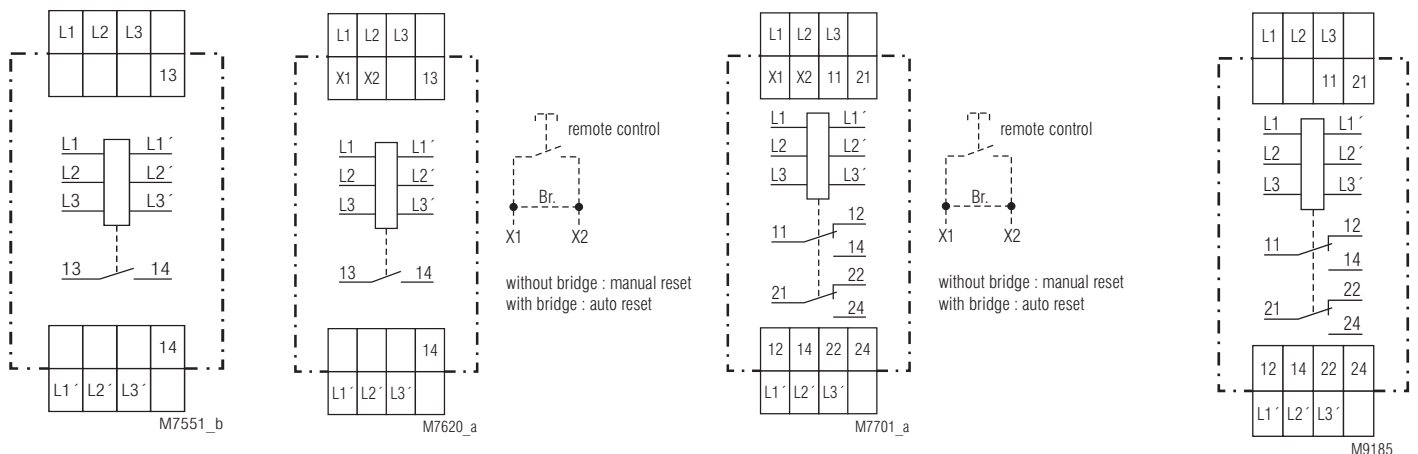 L1 L2 L3
13
L1 L1´
L2 L2´
L3 L3´
13 14
14
L1´ L2´ L3´
M7551_b
L1 L2 L3
X1 X2 13
L1 L1´
L2 L2´
L3 L3´
13 14
14
L1´ L2´ L3´
M7620_a
remote control
Br.
X1 X2
without bridge : manual reset
with bridge : auto reset
L1 L2 L3
X1 X2 11 21
L1 L1´
L2 L2´
L3 L3´
12
11
14
22
21
24
12 14 22 24
L1´ L2´ L3´
M7701_a
remote control
Br.
X1 X2
without bridge : manual reset
with bridge : auto reset
L1 L2 L3
11 21
L1 L1´
L2 L2´
L3 L3´
12
11
14
22
21
24
12 14 22 24
L1´ L2´ L3´
M9185